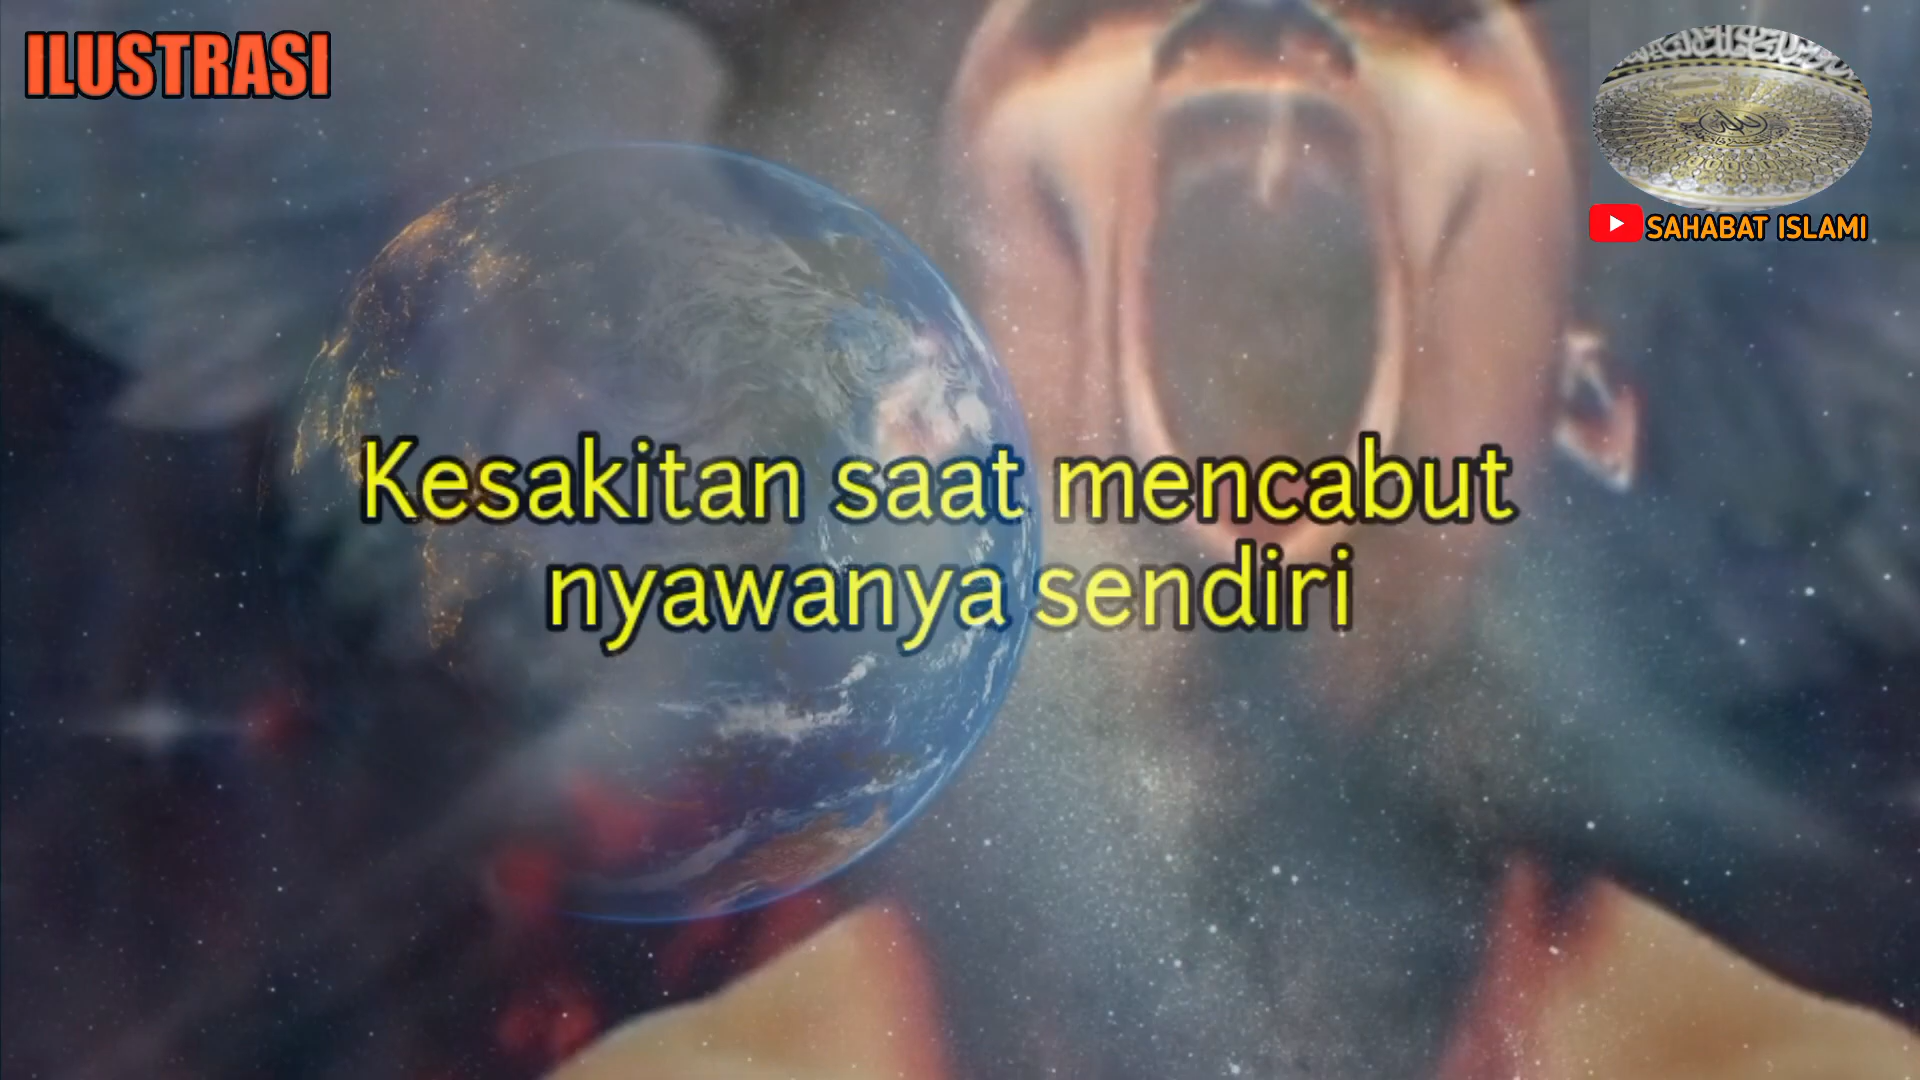 ILUSTRASI
SAHABAT ISLAMI
Kesakitan saat mencabut
nyawanya sendiri